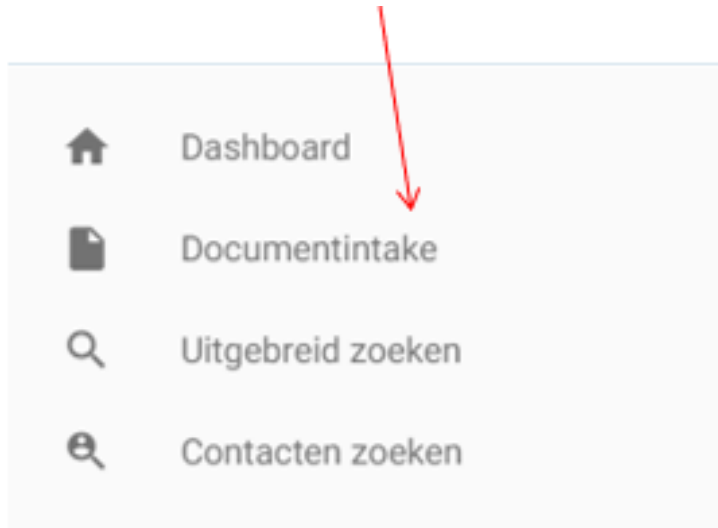 Dashboard
Documentintake
Uitgebreid zoeken
Contacten zoeken